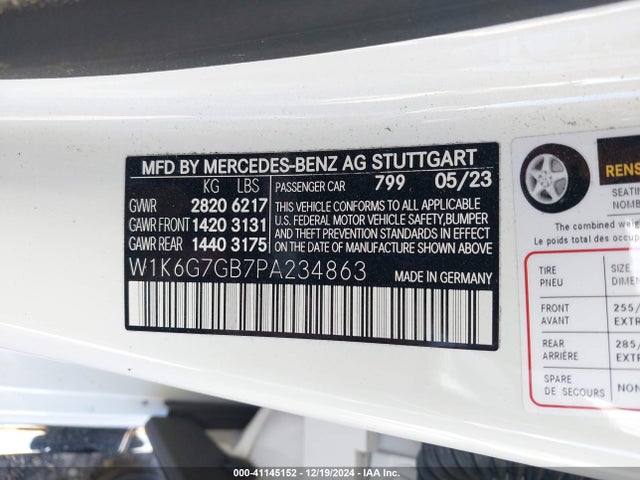 MFD BY MERCEDES-BENZ AG STUTTGART
KG LBS PASSENGER CAR 799 05/23
GVWR 2820 6217
GAWR FRONT 1420 3131
GAWR REAR 1440 3175
THIS VEHICLE CONFORMS TO ALL APPLICABLE
U.S. FEDERAL MOTOR VEHICLE SAFETY,BUMPER
AND THEFT PREVENTION STANDARDS IN EFFECT
ON THE DATE OF MANUFACTURE SHOWN ABOVE.
W1K6G7GB7PA234863 MADE IN GERMANY
RENS
SEATIN
NOMB
The combined
Le poids total des
TIRE SIZE
PNEU DIMEN
FRONT 255/
AVANT EXTR
REAR 285/
ARRIÈRE EXTR
SPARE NON
DE SECOURS
000-41145152 - 12/19/2024 - IAA Inc.